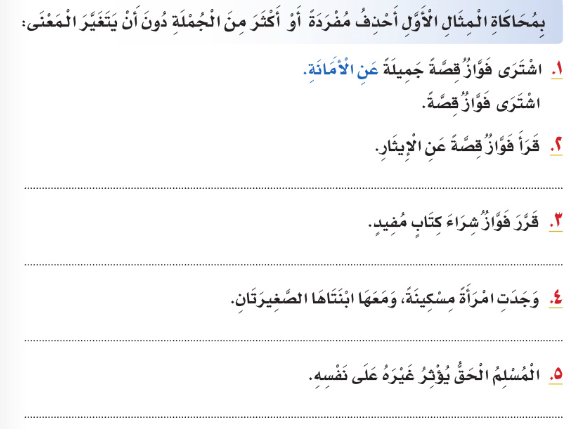 بِمُحَاكَاةِ الْمِثَالِ الْأَوَّلِ أَحْذِفُ مُفْرَدَةً أَوْ أَكْثَرَ مِنَ الْجُمْلَةِ دُونَ أَنْ يَتَغَيَّرَ الْمَعْنَى:
١. اشْتَرَى فَوَّازٌ قِصَّةً جَمِيلَةً عَنِ الْأَمَانَةِ.
اشْتَرَى فَوَّازٌ قِصَّةً.
٢. قَرَأَ فَوَّازٌ قِصَّةً عَنِ الْإِيثَارِ.
٣. قَرَّرَ فَوَّازٌ شِرَاءَ كِتَابٍ مُفِيدٍ.
٤. وَجَدَتِ امْرَأَةً مِسْكِينَةً، وَمَعَهَا ابْنَتَاهَا الصَّغِيرَتَانِ.
٥. الْمُسْلِمُ الْحَقُّ يُؤْثِرُ غَيْرَهُ عَلَى نَفْسِهِ.